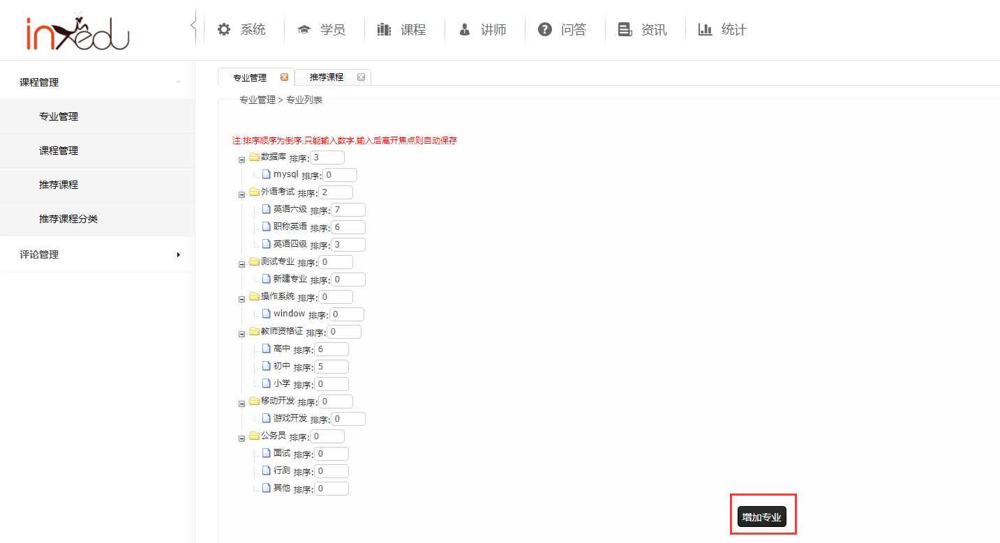 inxedu
系统 学员 课程 讲师 问答 资讯 统计
课程管理
专业管理
课程管理
推荐课程
推荐课程分类
评论管理
专业管理 推荐课程
专业管理 > 专业列表
注:排序顺序为倒序,只能输入数字,输入后离开焦点则自动保存
数据库 排序: 3
mysql 排序: 0
外语考试 排序: 2
英语六级 排序: 7
职称英语 排序: 6
英语四级 排序: 3
测试专业 排序: 0
新建专业 排序: 0
操作系统 排序: 0
window 排序: 0
教师资格证 排序: 0
高中 排序: 6
初中 排序: 5
小学 排序: 0
移动开发 排序: 0
游戏开发 排序: 0
公务员 排序: 0
面试 排序: 0
行测 排序: 0
其他 排序: 0
增加专业